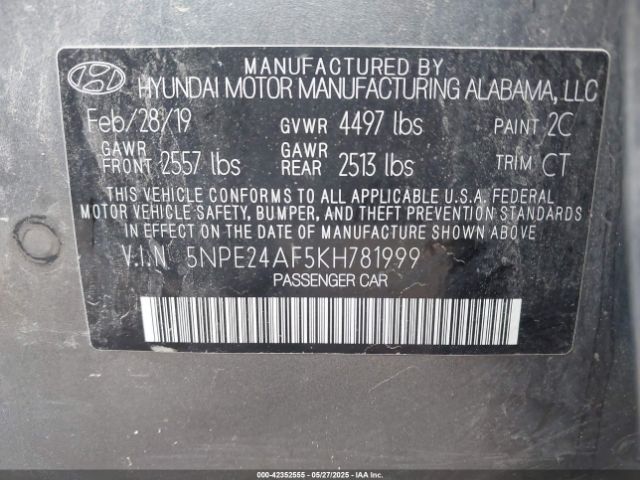 MANUFACTURED BY
HYUNDAI MOTOR MANUFACTURING ALABAMA, LLC
Feb/28/19 GVWR 4497 lbs PAINT 2C
GAWR FRONT 2557 lbs GAWR REAR 2513 lbs TRIM CT
THIS VEHICLE CONFORMS TO ALL APPLICABLE U.S.A. FEDERAL
MOTOR VEHICLE SAFETY, BUMPER, AND THEFT PREVENTION STANDARDS
IN EFFECT ON THE DATE OF MANUFACTURE SHOWN ABOVE.
V.I.N. 5NPE24AF5KH781999
PASSENGER CAR
000-42352555 - 05/27/2025 - IAAI.com